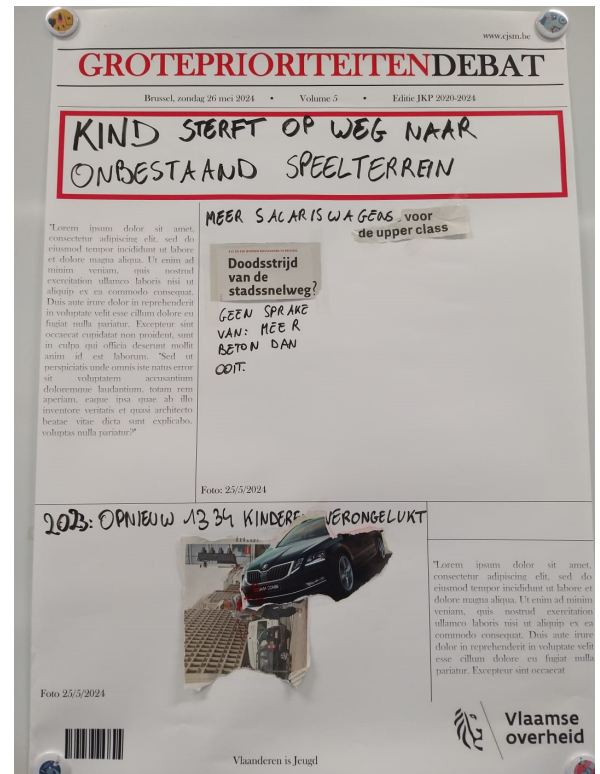 www.cjsm.be
GROTEPRIORITEITENDEBAT
Brussel, zondag 26 mei 2024 • Volume 5 • Editie JKP 2020-2024
KIND STERFT OP WEG NAAR
ONBESTAAND SPEELTERREIN
"Lorem ipsum dolor sit amet,
consectetur adipiscing elit, sed do
eiusmod tempor incididunt ut labore
et dolore magna aliqua. Ut enim ad
minim veniam, quis nostrud
exercitation ullamco laboris nisi ut
aliquip ex ea commodo consequat.
Duis aute irure dolor in reprehenderit
in voluptate velit esse cillum dolore eu
fugiat nulla pariatur. Excepteur sint
occaecat cupidatat non proident, sunt
in culpa qui officia deserunt mollit
anim id est laborum. "Sed ut
perspiciatis unde omnis iste natus error
sit voluptatem accusantium
doloremque laudantium, totam rem
aperiam, eaque ipsa quae ab illo
inventore veritatis et quasi architecto
beatae vitae dicta sunt explicabo.
voluptas nulla pariatur?"
MEER SALARISWAGENS voor
de upper class
Doodsstrijd
van de
stadssnelweg?
GEEN SPRAKE
VAN: MEER
BETON DAN
OOIT.
Foto: 25/5/2024
2023: OPNIEUW 1334 KINDEREN VERONGELUKT
"Lorem ipsum dolor sit amet,
consectetur adipiscing elit, sed do
eiusmod tempor incididunt ut labore et
dolore magna aliqua. Ut enim ad minim
veniam, quis nostrud exercitation
ullamco laboris nisi ut aliquip ex ea
commodo consequat. Duis aute irure
dolor in reprehenderit in voluptate velit
esse cillum dolore eu fugiat nulla
pariatur. Excepteur sint occaecat
Foto 25/5/2024
Vlaamse
overheid
Vlaanderen is Jeugd